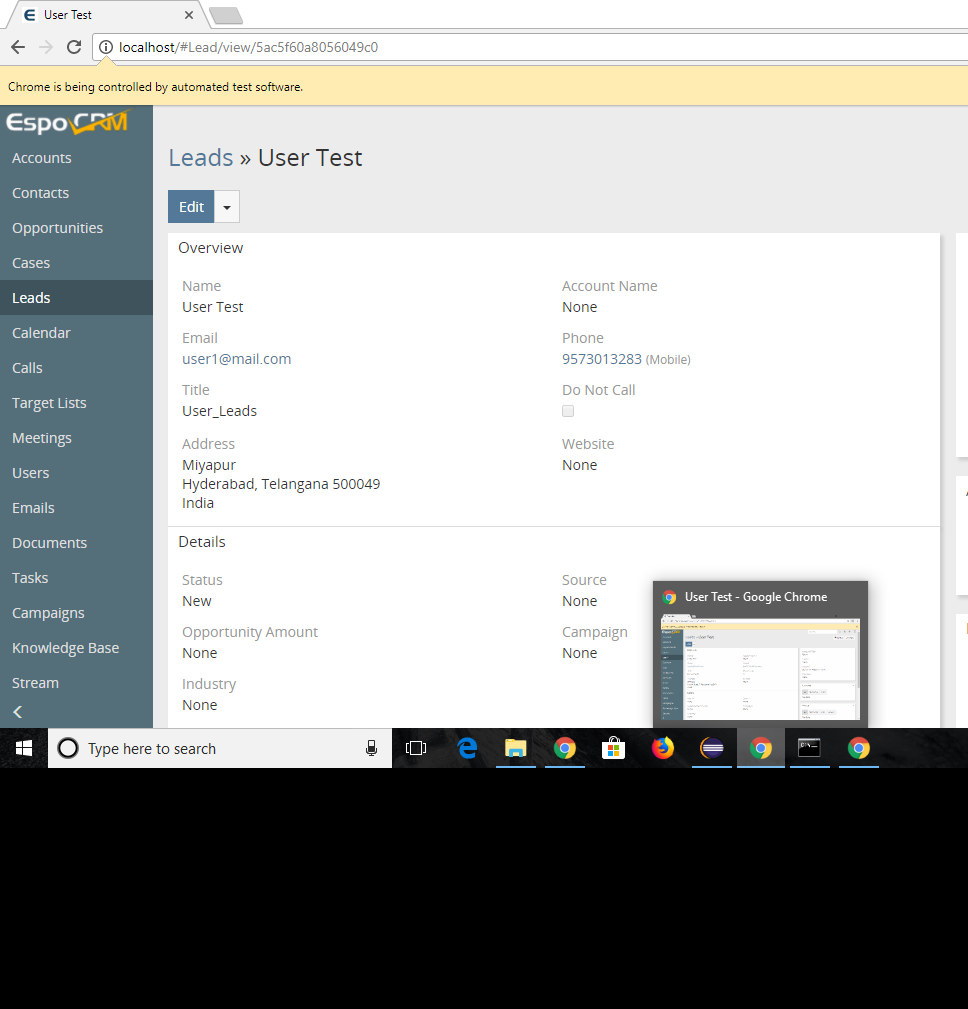 User Test
localhost/#Lead/view/5ac5f60a8056049c0
Chrome is being controlled by automated test software.
EspoCRM
Accounts
Contacts
Opportunities
Cases
Leads
Calendar
Calls
Target Lists
Meetings
Users
Emails
Documents
Tasks
Campaigns
Knowledge Base
Stream
Leads » User Test
Edit
Overview
Name
User Test
Account Name
None
Email
user1@mail.com
Phone
9573013283 (Mobile)
Title
User_Leads
Do Not Call
Address
Miyapur
Hyderabad, Telangana 500049
India
Website
None
Details
Status
New
Source
None
Opportunity Amount
None
Campaign
None
Industry
None
User Test - Google Chrome
Type here to search